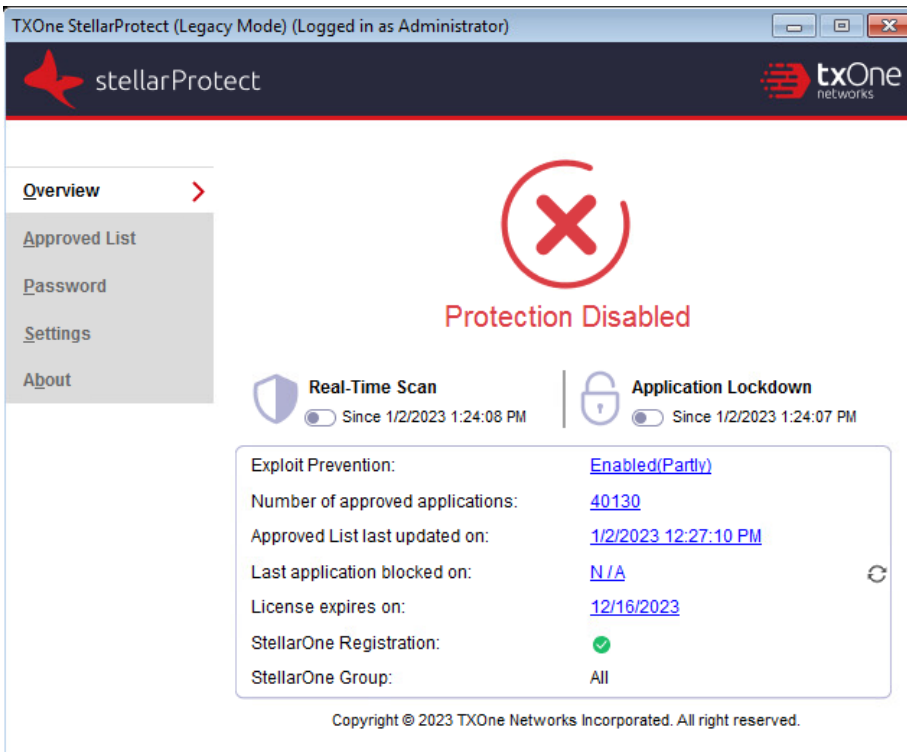 TXOne StellarProtect (Legacy Mode) (Logged in as Administrator)
stellarProtect
txOne
networks
Overview
Approved List
Password
Settings
About
Protection Disabled
Real-Time Scan
Since 1/2/2023 1:24:08 PM
Application Lockdown
Since 1/2/2023 1:24:07 PM
Exploit Prevention: Enabled(Partly)
Number of approved applications: 40130
Approved List last updated on: 1/2/2023 12:27:10 PM
Last application blocked on: N/A
License expires on: 12/16/2023
StellarOne Registration:
StellarOne Group: All
Copyright © 2023 TXOne Networks Incorporated. All right reserved.